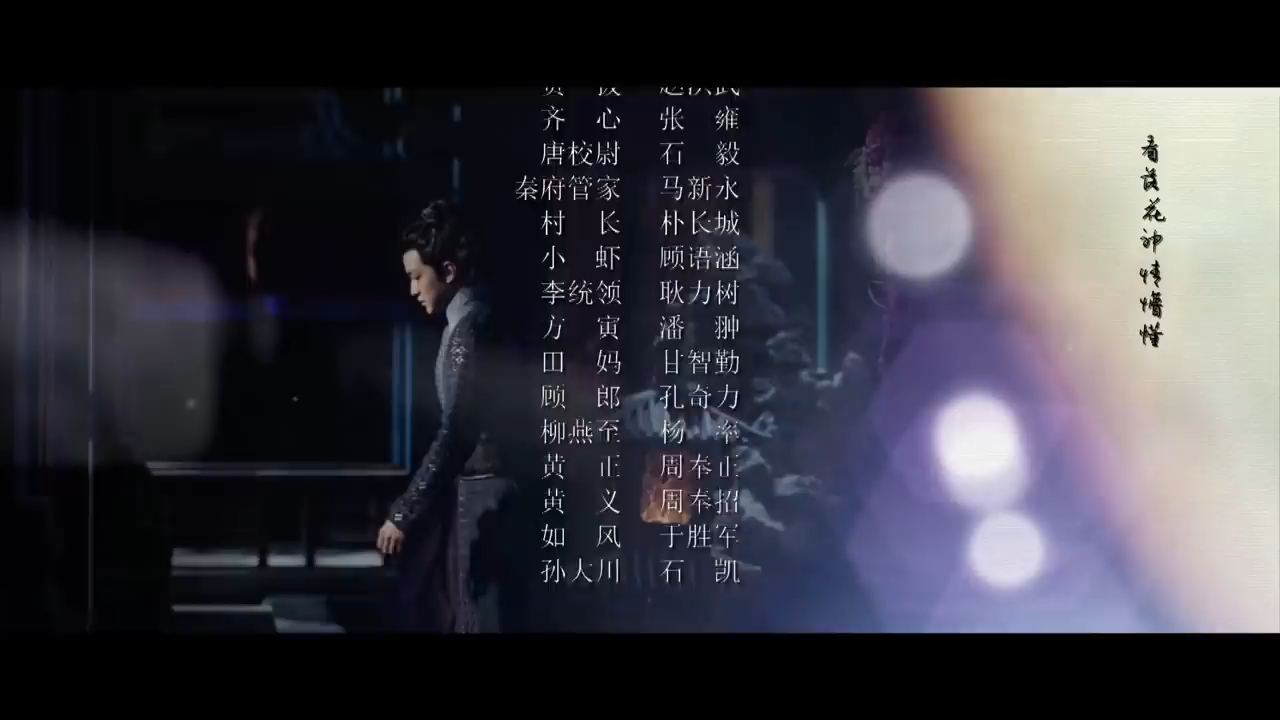 齐心 张雍
唐校尉 石毅
秦府管家 马新永
村长 朴长城
小虾 顾语涵
李统领 耿力树
方寅 潘翀
田妈 甘智勤
顾郎 孔奇力
柳燕至 杨率
黄正 周奉正
黄义 周奉招
如风 于胜军
孙大川 石凯
看淡花神情懵懂